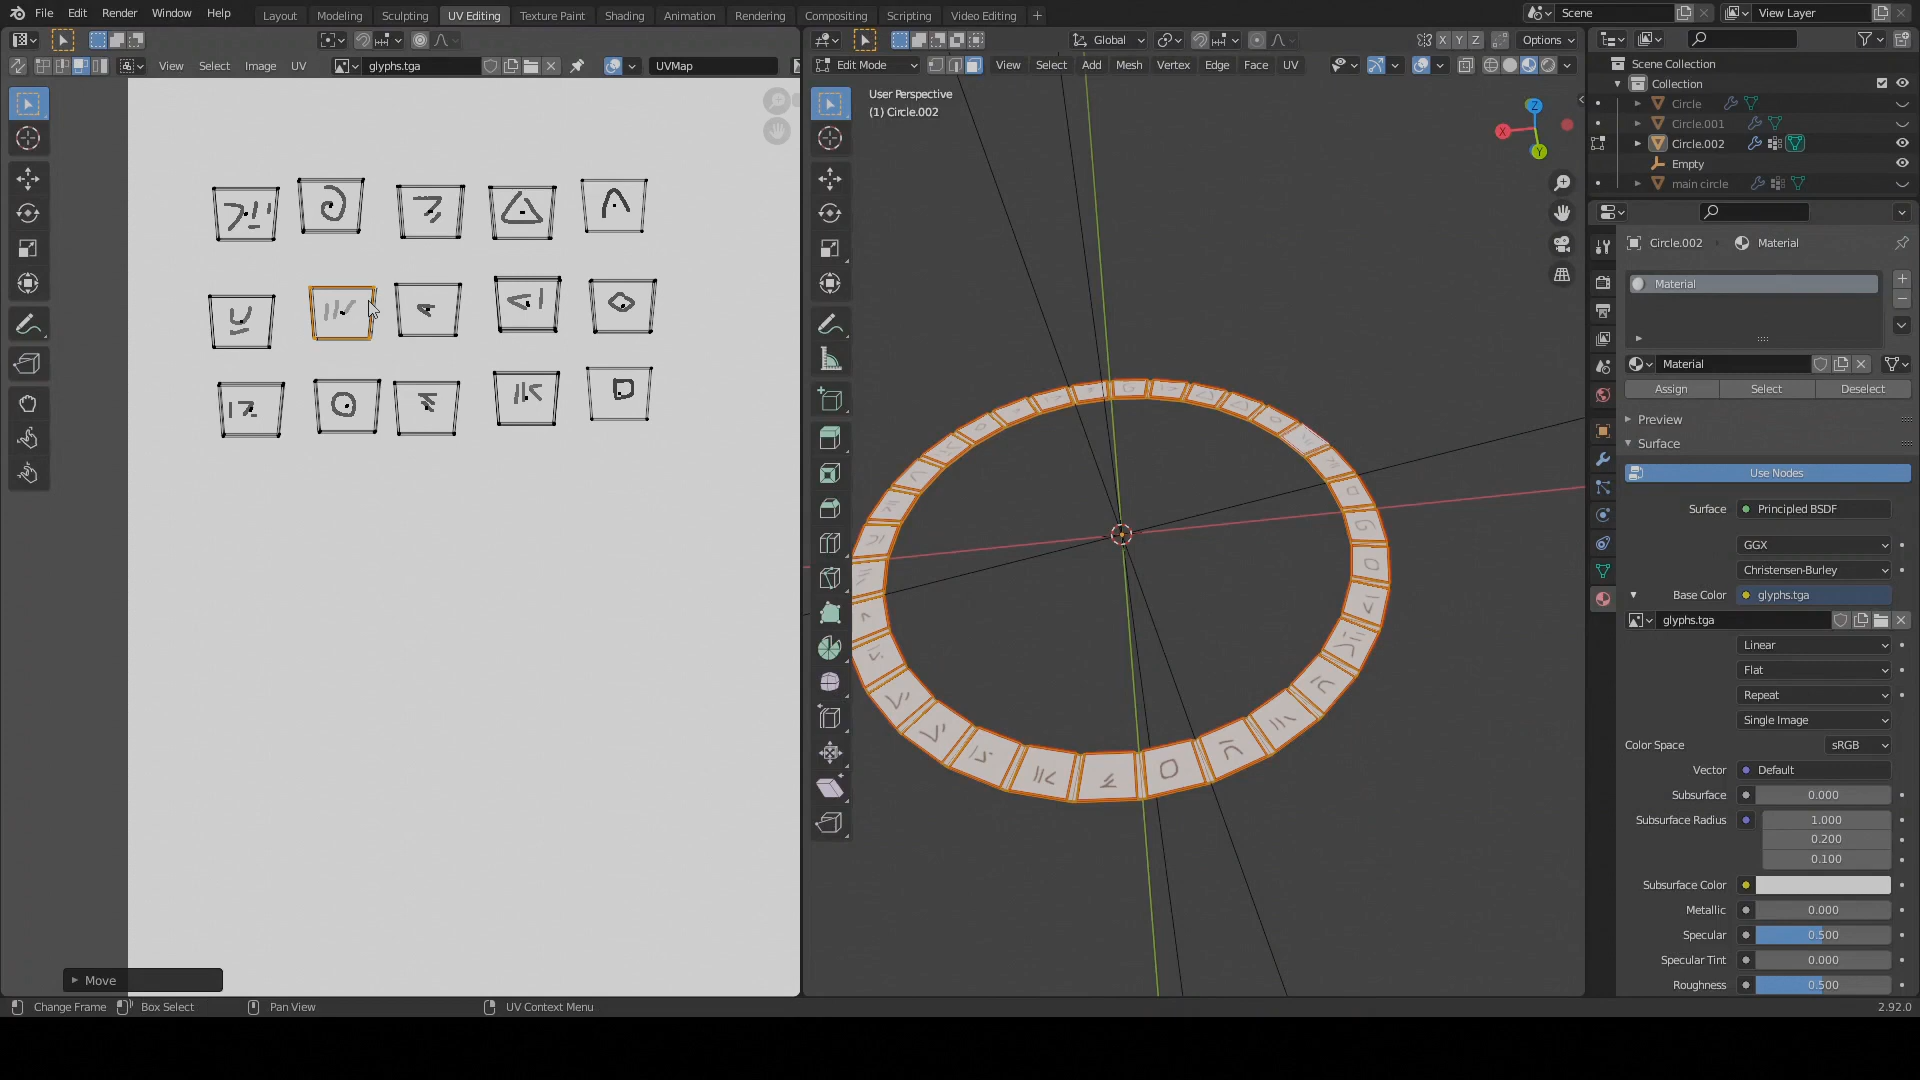 File Edit Render Window Help Layout Modeling Sculpting UV Editing Texture Paint Shading Animation Rendering Compositing Scripting Video Editing + Scene View Layer
Global X Y Z Options
View Select Image UV glyphs.tga UVMap Edit Mode View Select Add Mesh Vertex Edge Face UV
User Perspective
(1) Circle.002
Z
X
Y
Scene Collection
Collection
Circle
Circle.001
Circle.002
Empty
main circle
Circle.002 Material
Material
Material
Assign Select Deselect
Preview
Surface
Use Nodes
Surface Principled BSDF
GGX
Christensen-Burley
Base Color glyphs.tga
glyphs.tga
Linear
Flat
Repeat
Single Image
Color Space sRGB
Vector Default
Subsurface 0.000
Subsurface Radius 1.000
0.200
0.100
Subsurface Color
Metallic 0.000
Specular 0.500
Specular Tint 0.000
Roughness 0.500
Move
Change Frame Box Select Pan View UV Context Menu 2.92.0